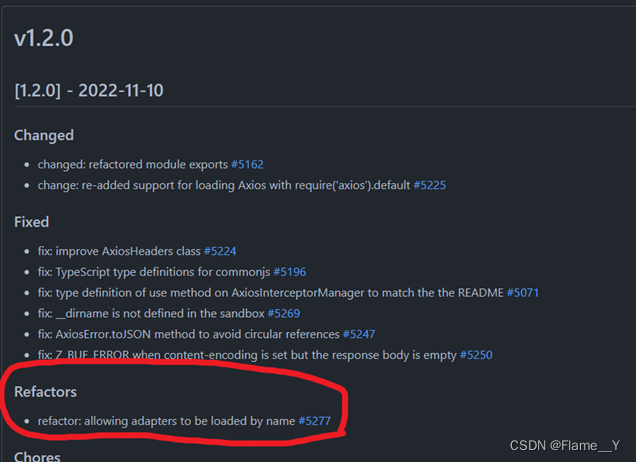 v1.2.0
[1.2.0] - 2022-11-10
Changed
• changed: refactored module exports #5162
• change: re-added support for loading Axios with require('axios').default #5225
Fixed
• fix: improve AxiosHeaders class #5224
• fix: TypeScript type definitions for commonjs #5196
• fix: type definition of use method on AxiosInterceptorManager to match the the README #5071
• fix: __dirname is not defined in the sandbox #5269
• fix: AxiosError.toJSON method to avoid circular references #5247
• fix: Z_BUF_ERROR when content-encoding is set but the response body is empty #5250
Refactors
• refactor: allowing adapters to be loaded by name #5277
Chores
CSDN @Flame__Y